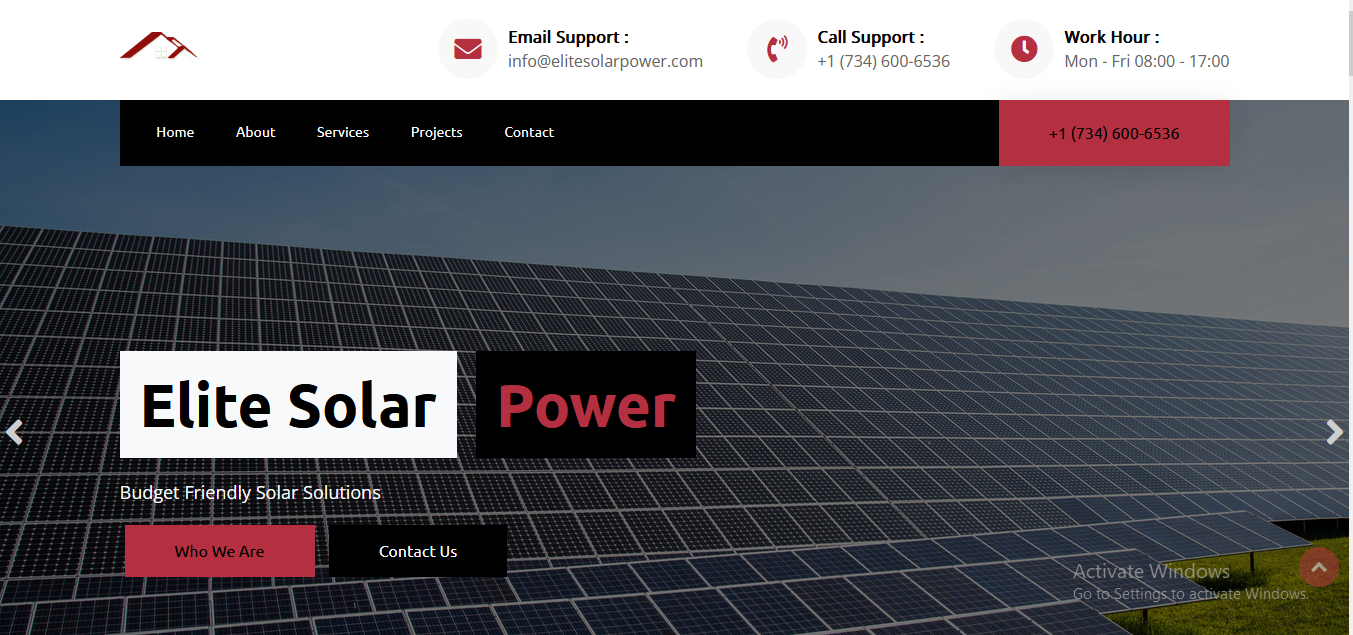 Email Support :
info@elitesolarpower.com
Call Support :
+1 (734) 600-6536
Work Hour :
Mon - Fri 08:00 - 17:00
Home About Services Projects Contact
+1 (734) 600-6536
Elite Solar Power
Budget Friendly Solar Solutions
Who We Are Contact Us
Activate Windows
Go to Settings to activate Windows.